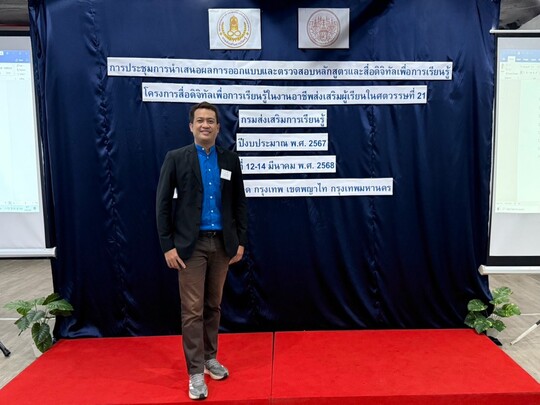 การประชุมการนำเสนอผลการออกแบบและตรวจสอบหลักสูตรและสื่อดิจิทัลเพื่อการเรียนรู้
โครงการสื่อดิจิทัลเพื่อการเรียนรู้ในงานอาชีพส่งเสริมผู้เรียนในศตวรรษที่ 21
กรมส่งเสริมการเรียนรู้
ปีงบประมาณ พ.ศ. 2567
12-14 มีนาคม พ.ศ. 2568
กรุงเทพ เขตพญาไท กรุงเทพมหานคร